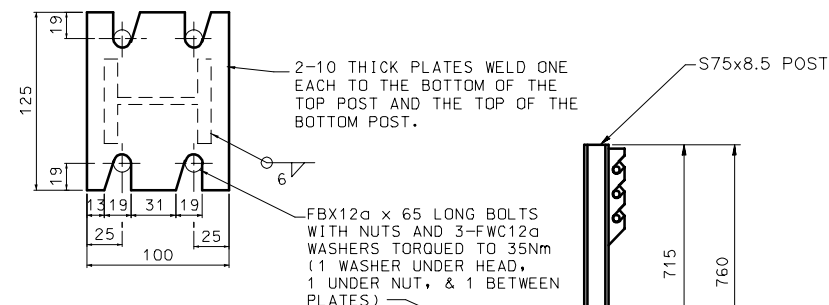 19
125
19
13
19
31
19
25
25
100
2-10 THICK PLATES WELD ONE
EACH TO THE BOTTOM OF THE
TOP POST AND THE TOP OF THE
BOTTOM POST.
6
FBX12a x 65 LONG BOLTS
WITH NUTS AND 3-FWC12a
WASHERS TORQUED TO 35Nm
(1 WASHER UNDER HEAD,
1 UNDER NUT, & 1 BETWEEN
PLATES)
S75x8.5 POST
715
760